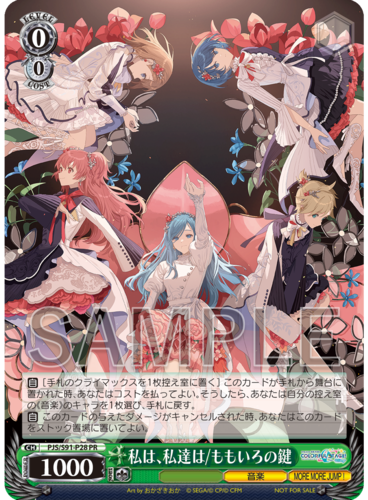 LEVEL
0
0
COST
SAMPLE
自【手札のクライマックスを1枚控え室に置く】このカードが手札から舞台に
置かれた時、あなたはコストを払ってよい。そうしたら、あなたは自分の控え室
の《音楽》のキャラを1枚選び、手札に戻す。
自 このカードの与えたダメージがキャンセルされた時、あなたはこのカードを
ストック置場に置いてよい。
CH
PJS/S91-P28 PR
POWER
1000
私は、私達は/ももいろの鍵
音楽
MORE MORE JUMP!
Art by おかざきおか
© SEGA/© CP/© CFM
NOT FOR SALE